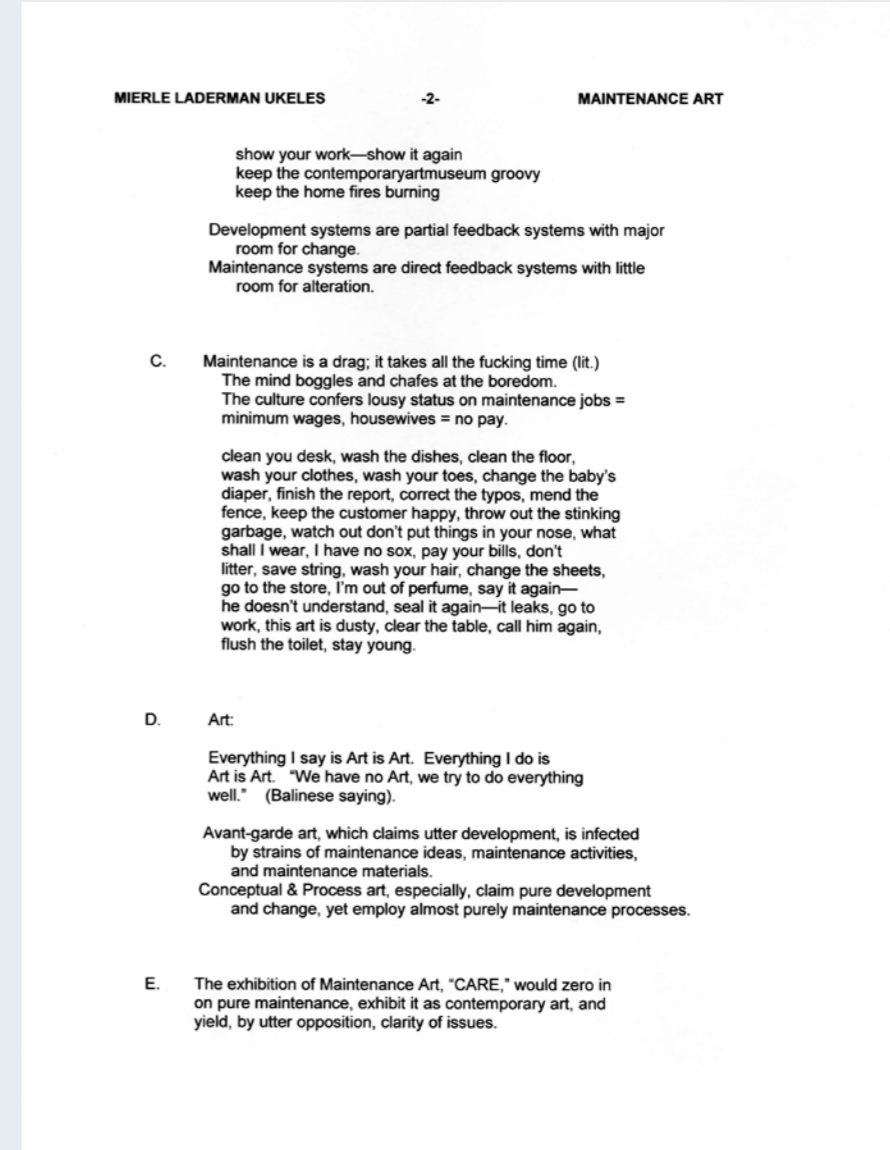 MIERLE LADERMAN UKELES -2- MAINTENANCE ART
show your work—show it again
keep the contemporaryartmuseum groovy
keep the home fires burning
Development systems are partial feedback systems with major
room for change.
Maintenance systems are direct feedback systems with little
room for alteration.
C. Maintenance is a drag; it takes all the fucking time (lit.)
The mind boggles and chafes at the boredom.
The culture confers lousy status on maintenance jobs =
minimum wages, housewives = no pay.
clean you desk, wash the dishes, clean the floor,
wash your clothes, wash your toes, change the baby's
diaper, finish the report, correct the typos, mend the
fence, keep the customer happy, throw out the stinking
garbage, watch out don't put things in your nose, what
shall I wear, I have no sox, pay your bills, don't
litter, save string, wash your hair, change the sheets,
go to the store, I'm out of perfume, say it again—
he doesn't understand, seal it again—it leaks, go to
work, this art is dusty, clear the table, call him again,
flush the toilet, stay young.
D. Art:
Everything I say is Art is Art. Everything I do is
Art is Art. "We have no Art, we try to do everything
well." (Balinese saying).
Avant-garde art, which claims utter development, is infected
by strains of maintenance ideas, maintenance activities,
and maintenance materials.
Conceptual & Process art, especially, claim pure development
and change, yet employ almost purely maintenance processes.
E. The exhibition of Maintenance Art, "CARE," would zero in
on pure maintenance, exhibit it as contemporary art, and
yield, by utter opposition, clarity of issues.